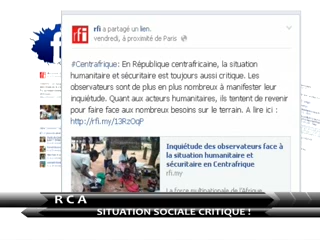 rfi
rfi a partagé un lien.
vendredi, à proximité de Paris
#Centrafrique: En République centrafricaine, la situation
humanitaire et sécuritaire est toujours aussi critique. Les
observateurs sont de plus en plus nombreux à manifester leur
inquiétude. Quant aux acteurs humanitaires, ils tentent de revenir
pour faire face aux nombreux besoins sur le terrain. A lire ici :
http://rfi.my/13RzOqP
Inquiétude des observateurs face à
la situation humanitaire et
sécuritaire en Centrafrique
rfi.my
La force multinationale de l'Afrique
R C A
SITUATION SOCIALE CRITIQUE !